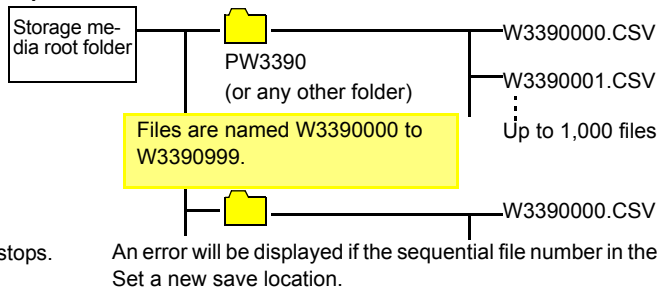 Storage me-
dia root folder
W3390000.CSV
PW3390
(or any other folder)
W3390001.CSV
Up to 1,000 files
Files are named W3390000 to
W3390999.
W3390000.CSV
stops.
An error will be displayed if the sequential file number in the
Set a new save location.